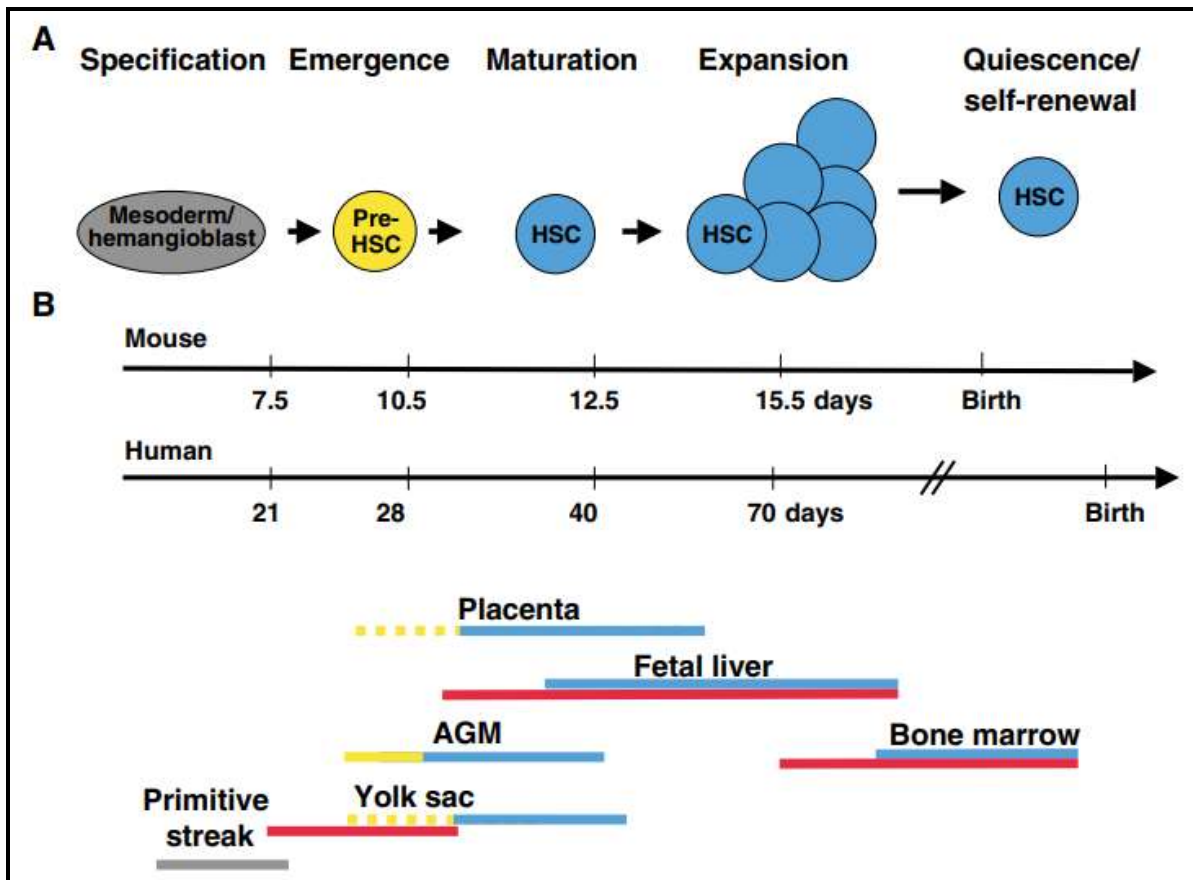 A
Specification Emergence Maturation Expansion Quiescence/
self-renewal
Mesoderm/
hemangioblast
Pre-
HSC
HSC
HSC
HSC
B
Mouse
7.5 10.5 12.5 15.5 days Birth
Human
21 28 40 70 days Birth
Placenta
Fetal liver
AGM
Bone marrow
Yolk sac
Primitive
streak